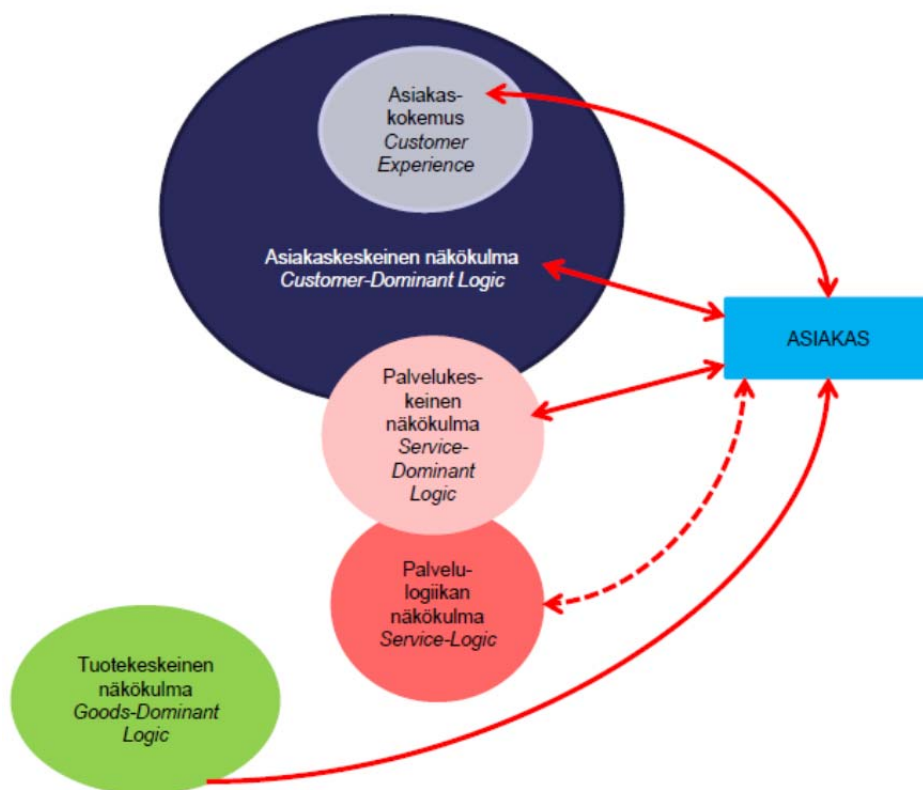 Asiakas-
kokemus
Customer
Experience
Asiakaskeskeinen näkökulma
Customer-Dominant Logic
ASIAKAS
Palvelukes-
keinen
näkökulma
Service-
Dominant
Logic
Palvelu-
logiikan
näkökulma
Service-Logic
Tuotekeskeinen
näkökulma
Goods-Dominant
Logic